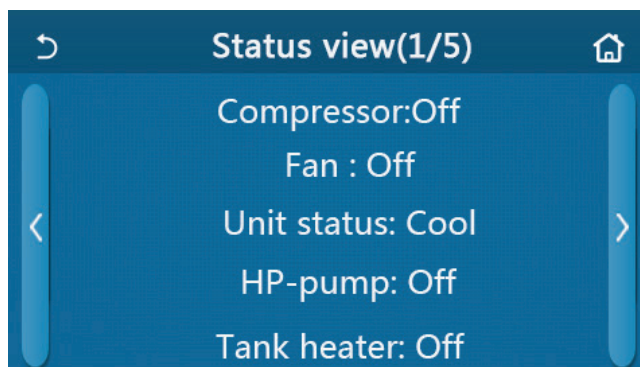 Status view(1/5)
Compressor:Off
Fan : Off
Unit status: Cool
HP-pump: Off
Tank heater: Off